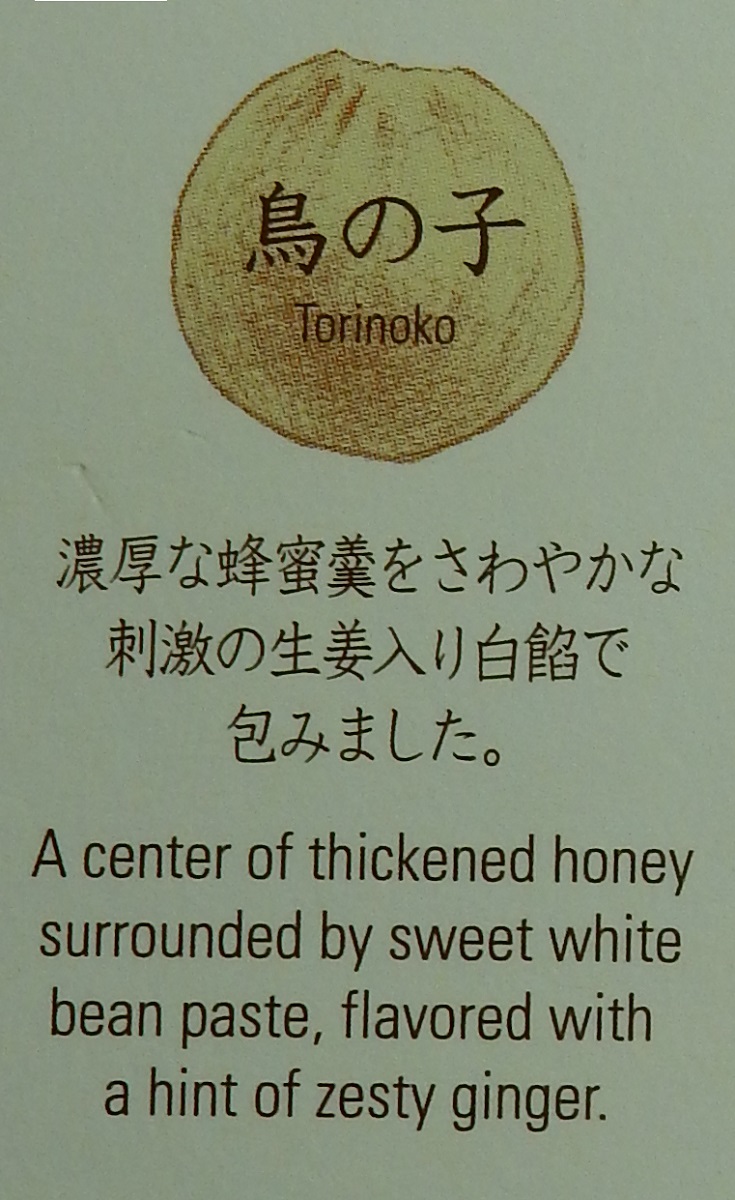 鳥の子
Torinoko
濃厚な蜂蜜羹をさわやかな
刺激の生姜入り白餡で
包みました。
A center of thickened honey
surrounded by sweet white
bean paste, flavored with
a hint of zesty ginger.